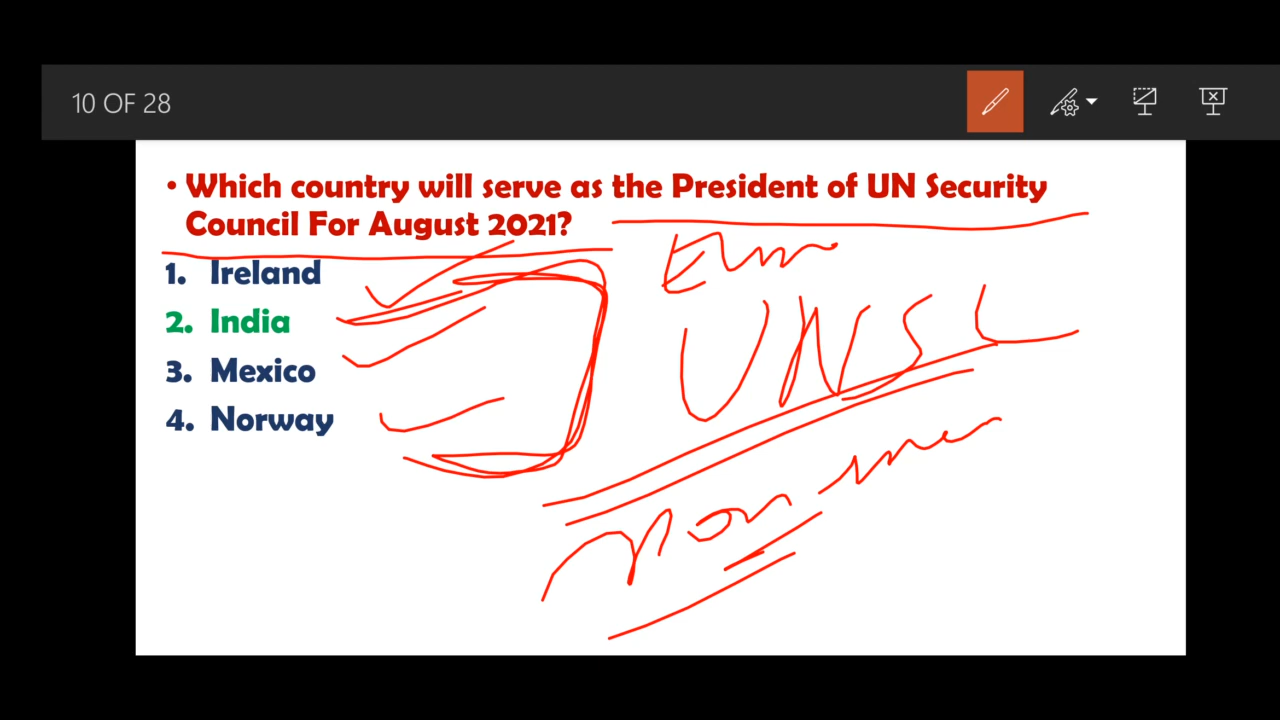 10 OF 28
• Which country will serve as the President of UN Security
Council For August 2021?
1. Ireland
2. India
3. Mexico
4. Norway
UNSC